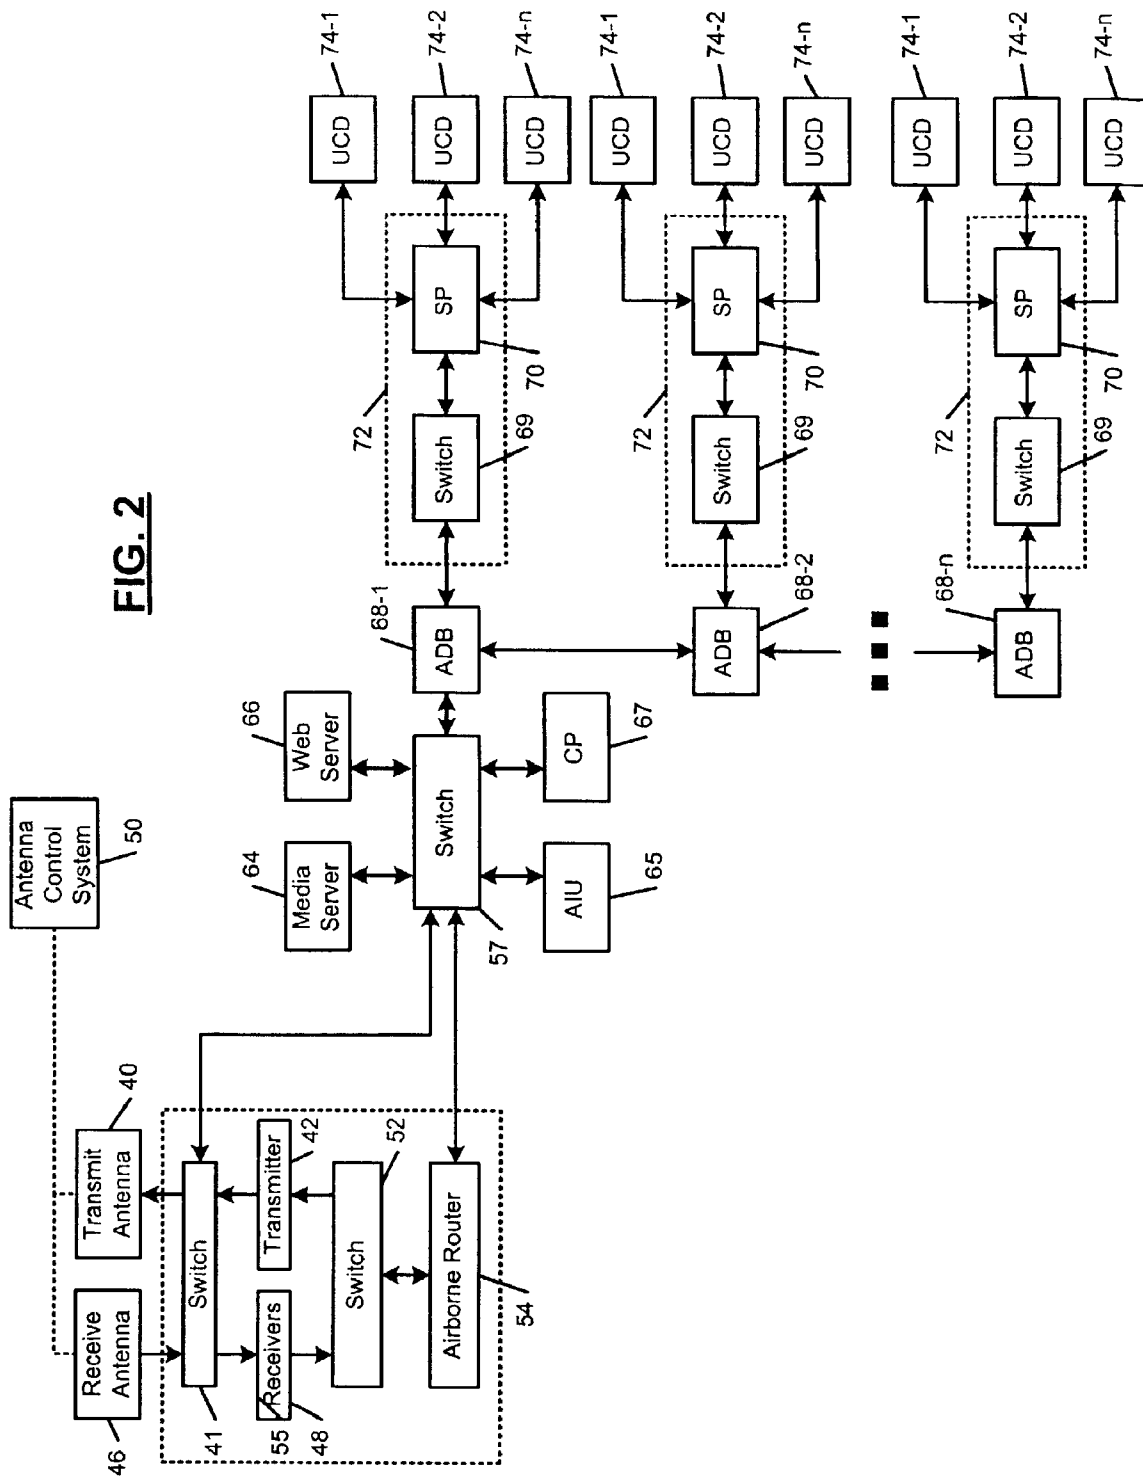 FIG. 2
Antenna
Control
System
50
Receive
Antenna
46
Transmit
Antenna
40
Switch
41
Receivers
55
48
Transmitter
42
Switch
52
Airborne Router
54
Media
Server
64
Web
Server
66
Switch
57
AIU
65
CP
67
ADB
68-1
Switch
69
SP
70
72
UCD
74-1
UCD
74-2
UCD
74-n
ADB
68-2
Switch
69
SP
70
72
UCD
74-1
UCD
74-2
UCD
74-n
ADB
68-n
Switch
69
SP
70
72
UCD
74-1
UCD
74-2
UCD
74-n